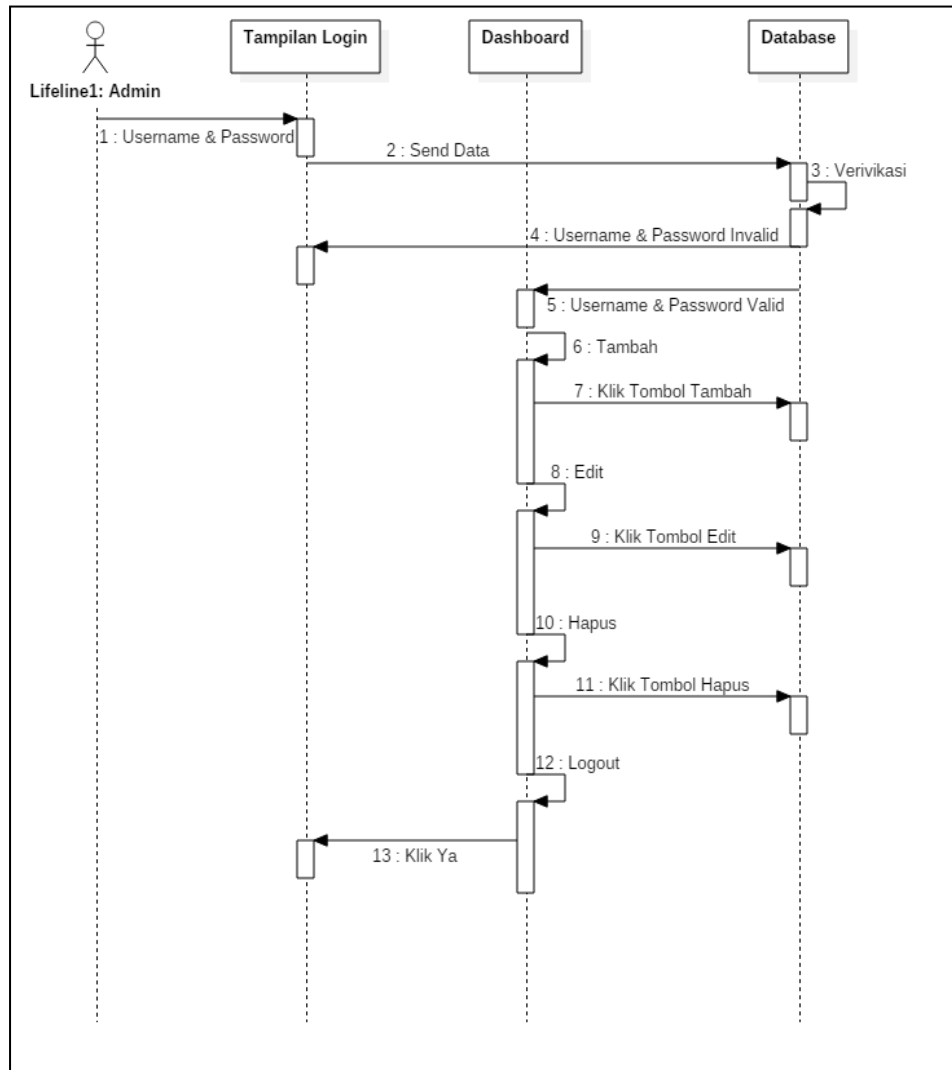 Tampilan Login
Dashboard
Database
Lifeline1: Admin
1 : Username & Password
2 : Send Data
3 : Verivikasi
4 : Username & Password Invalid
5 : Username & Password Valid
6 : Tambah
7 : Klik Tombol Tambah
8 : Edit
9 : Klik Tombol Edit
10 : Hapus
11 : Klik Tombol Hapus
12 : Logout
13 : Klik Ya